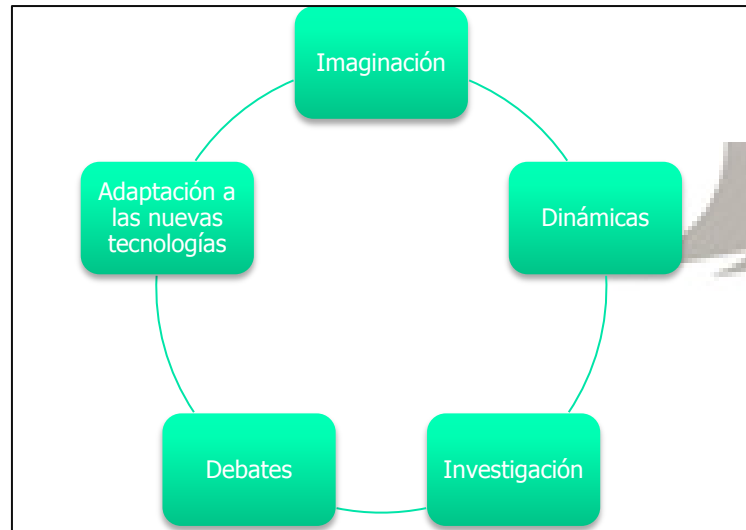 Imaginación
Dinámicas
Investigación
Debates
Adaptación a
las nuevas
tecnologías